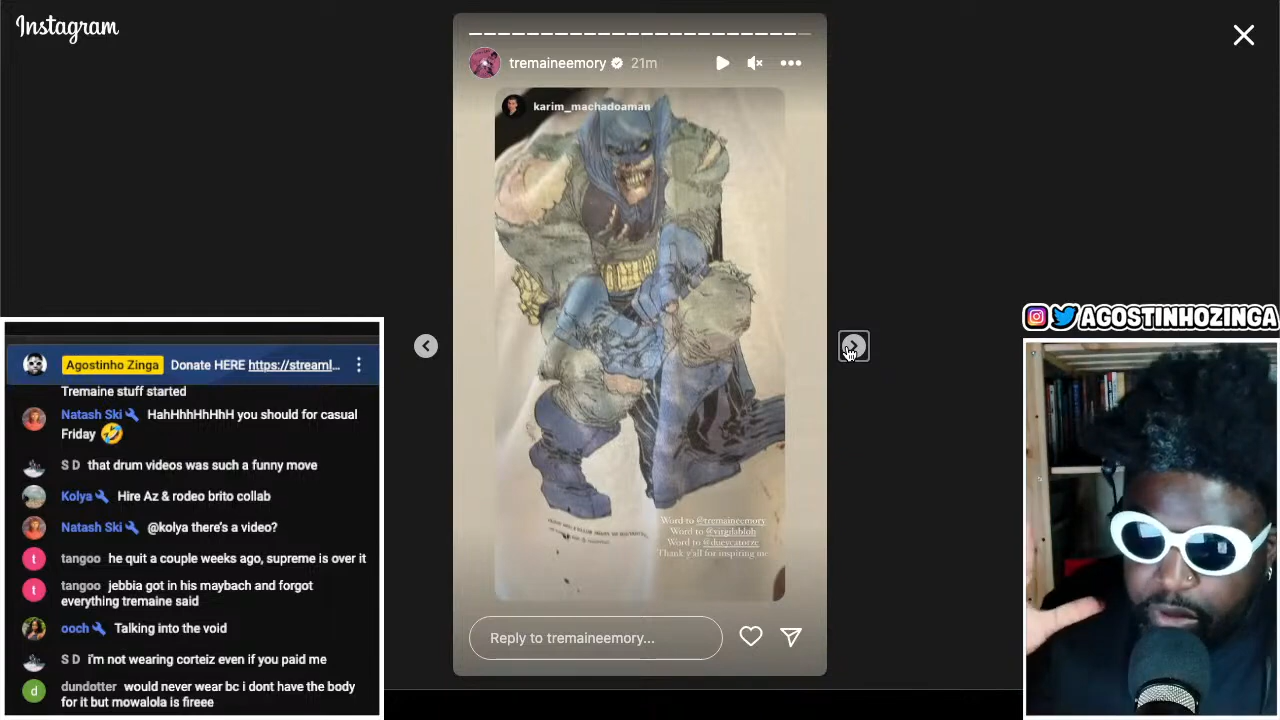 Instagram
tremaineemory 21m
karim_machadoaman
Word to @tremaineemory
Word to @virgilabloh
Word to @dueycatorze
Thank y'all for inspiring me
Reply to tremaineemory...
AGOSTINHOZINGA
Agostinho Zinga Donate HERE https://streaml...
Tremaine stuff started
Natash Ski HahHhhHhHhH you should for casual
Friday
S D that drum videos was such a funny move
Kolya Hire Az & rodeo brito collab
Natash Ski @kolya there's a video?
tangoo he quit a couple weeks ago, supreme is over it
tangoo jebbia got in his maybach and forgot
everything tremaine said
ooch Talking into the void
S D i'm not wearing corteiz even if you paid me
dundotter would never wear bc i dont have the body
for it but mowalola is fireee